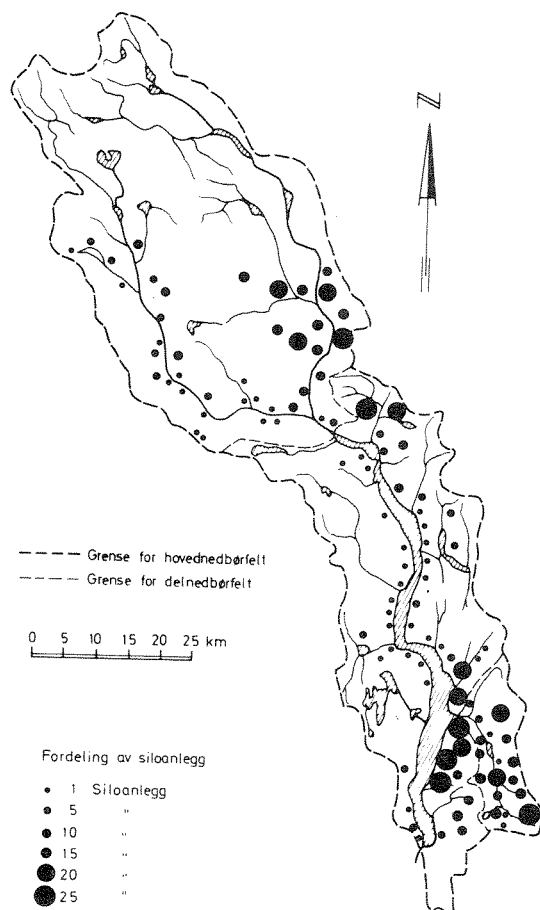 N
Grense for hovednedbørfelt
Grense for delnedbørfelt
0 5 10 15 20 25 km
Fordeling av siloanlegg
1 Siloanlegg
5 "
10 "
15 "
20 "
25 "